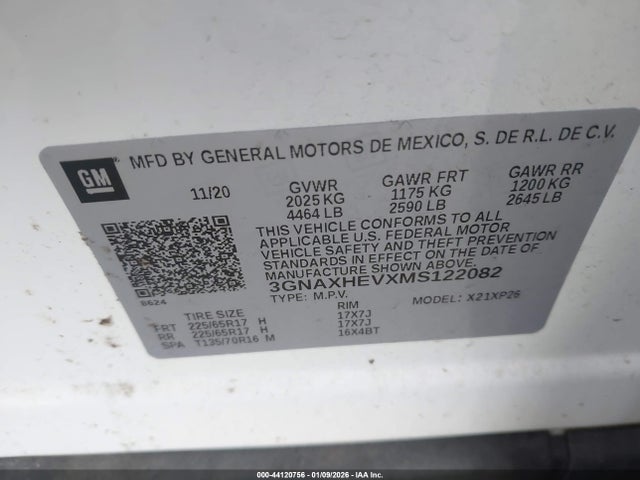 GM
MFD BY GENERAL MOTORS DE MEXICO, S. DE R.L. DE C.V.
11/20 GVWR GAWR FRT GAWR RR
2025 KG 1175 KG 1200 KG
4464 LB 2590 LB 2645 LB
THIS VEHICLE CONFORMS TO ALL
APPLICABLE U.S. FEDERAL MOTOR
VEHICLE SAFETY AND THEFT PREVENTION
STANDARDS IN EFFECT ON THE DATE OF
MANUFACTURE SHOWN ABOVE.
3GNAXHEVXMS122082
8624
TYPE: M.P.V. MODEL: X21XP26
TIRE SIZE RIM
FRT 225/65R17 H 17X7J
RR 225/65R17 H 17X7J
SPA T135/70R16 M 16X4BT
000-44120756 | 01/09/2026 | IAA Inc.